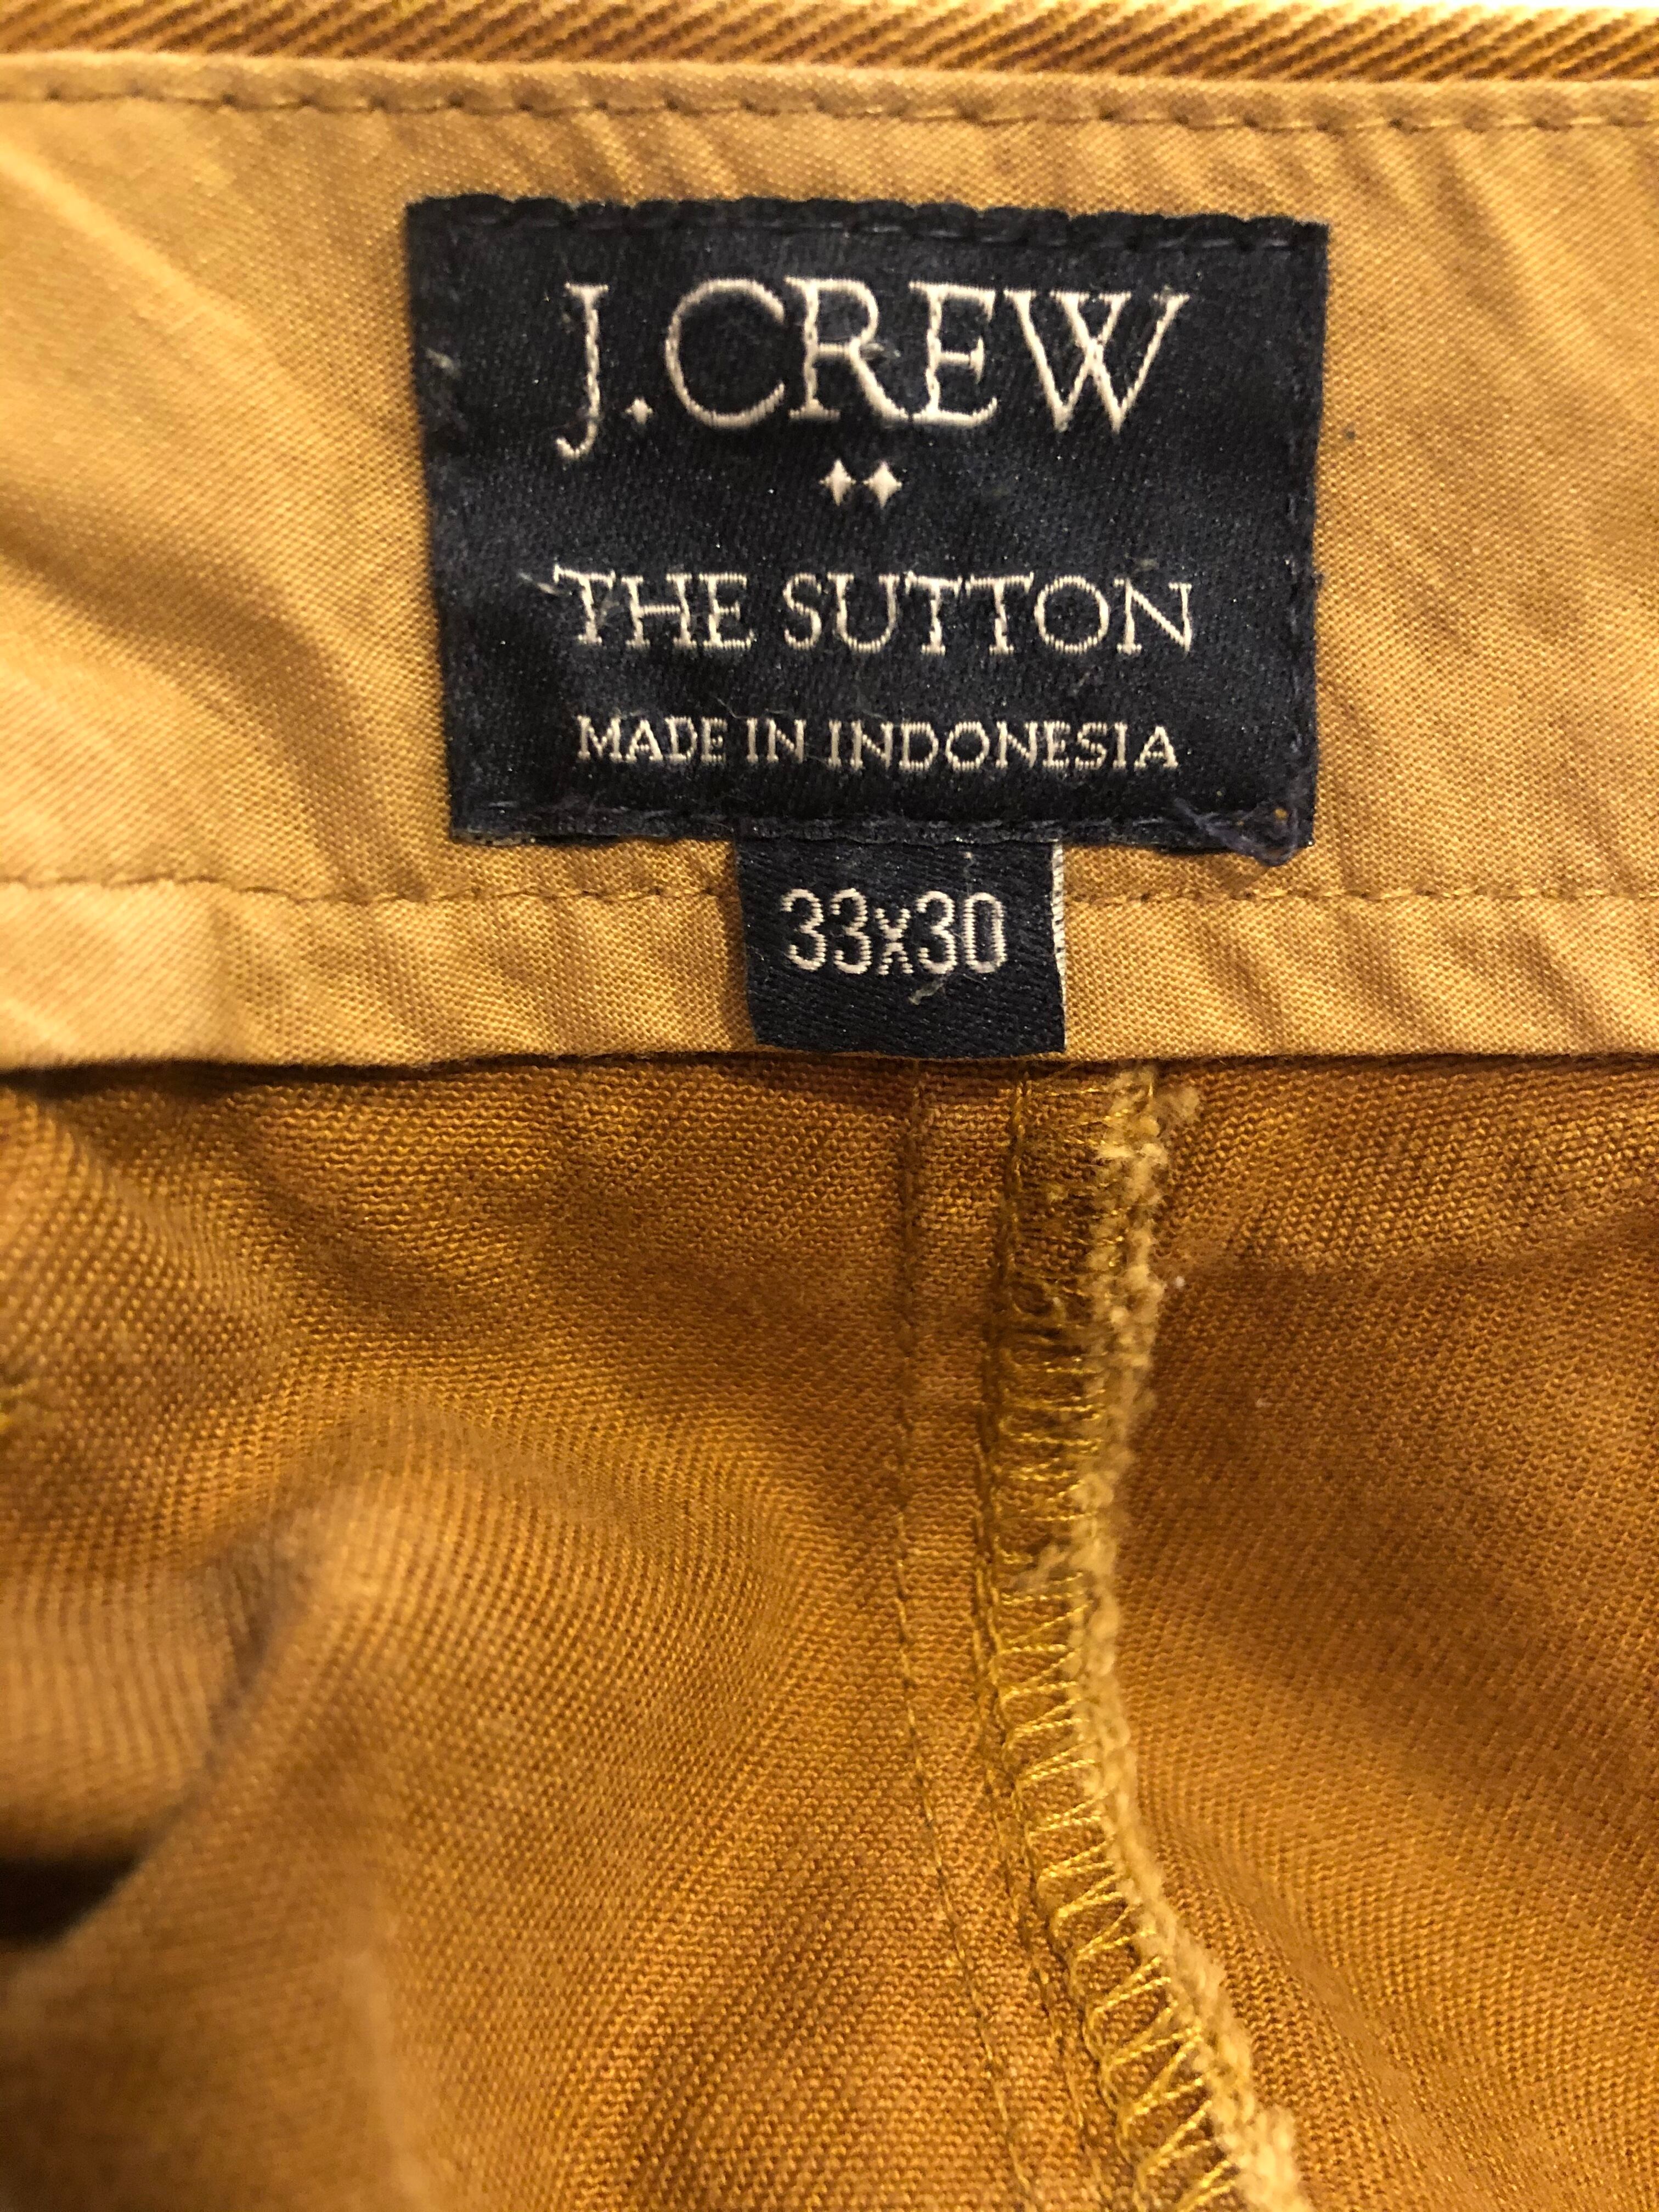 J.CREW
THE SUTTON
MADE IN INDONESIA
33x30